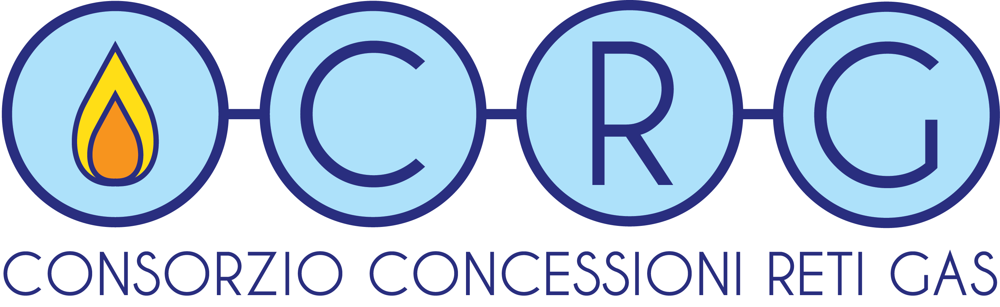 CRG
CONSORZIO CONCESSIONI RETI GAS